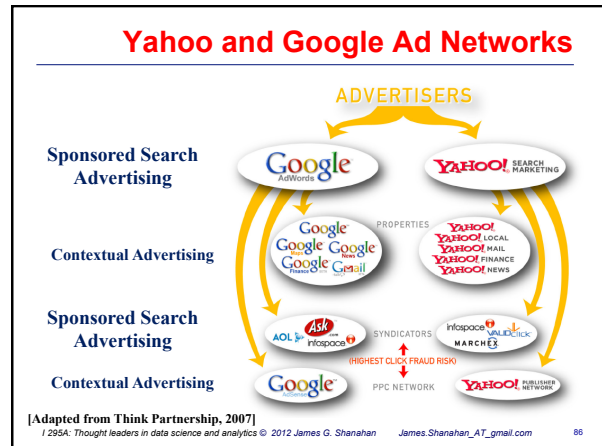 Yahoo and Google Ad Networks
ADVERTISERS
Sponsored Search
Advertising
Google
AdWords
YAHOO! SEARCH
MARKETING
Contextual Advertising
Google
Google
Maps
Google
News
Google
Finance
Gmail
PROPERTIES
YAHOO!
YAHOO! LOCAL
YAHOO! MAIL
YAHOO! FINANCE
YAHOO! NEWS
Sponsored Search
Advertising
AOL
Ask
.com
infospace
SYNDICATORS
(HIGHEST CLICK FRAUD RISK)
infospace
VALIDclick
MARCHEX
Contextual Advertising
Google
AdSense
PPC NETWORK
YAHOO! PUBLISHER
NETWORK
[Adapted from Think Partnership, 2007]
I 295A: Thought leaders in data science and analytics © 2012 James G. Shanahan James.Shanahan_AT_gmail.com 86